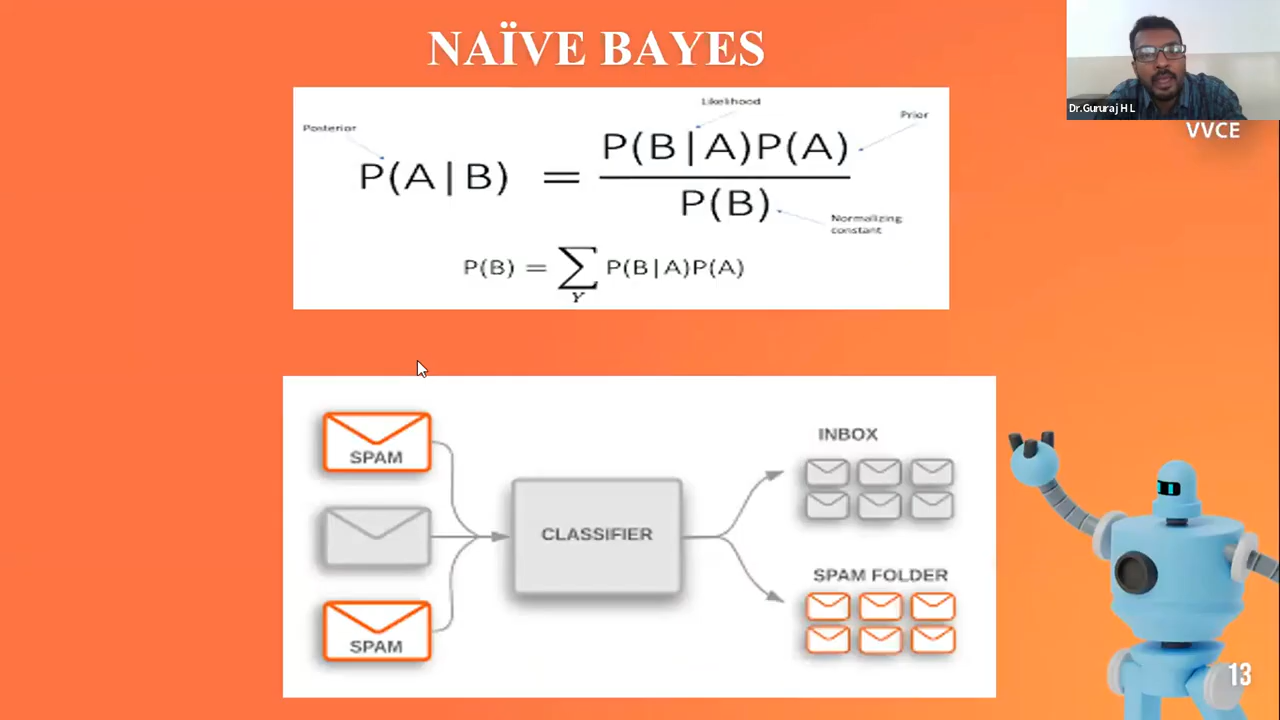 NAÏVE BAYES
Dr.Gururaj H L
VVCE
Likelihood
Prior
Posterior
P(A|B) = P(B|A)P(A)
P(B)
Normalizing
constant
P(B) = ∑ P(B|A)P(A)
Y
SPAM
SPAM
CLASSIFIER
INBOX
SPAM FOLDER
13